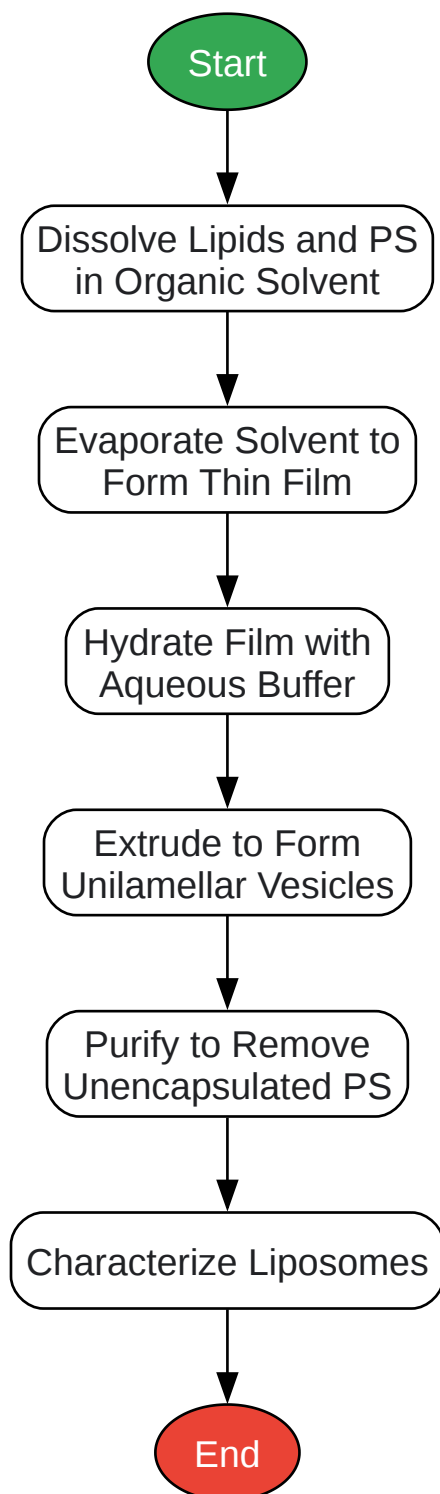 Start
Dissolve Lipids and PS
in Organic Solvent
Evaporate Solvent to
Form Thin Film
Hydrate Film with
Aqueous Buffer
Extrude to Form
Unilamellar Vesicles
Purify to Remove
Unencapsulated PS
Characterize Liposomes
End